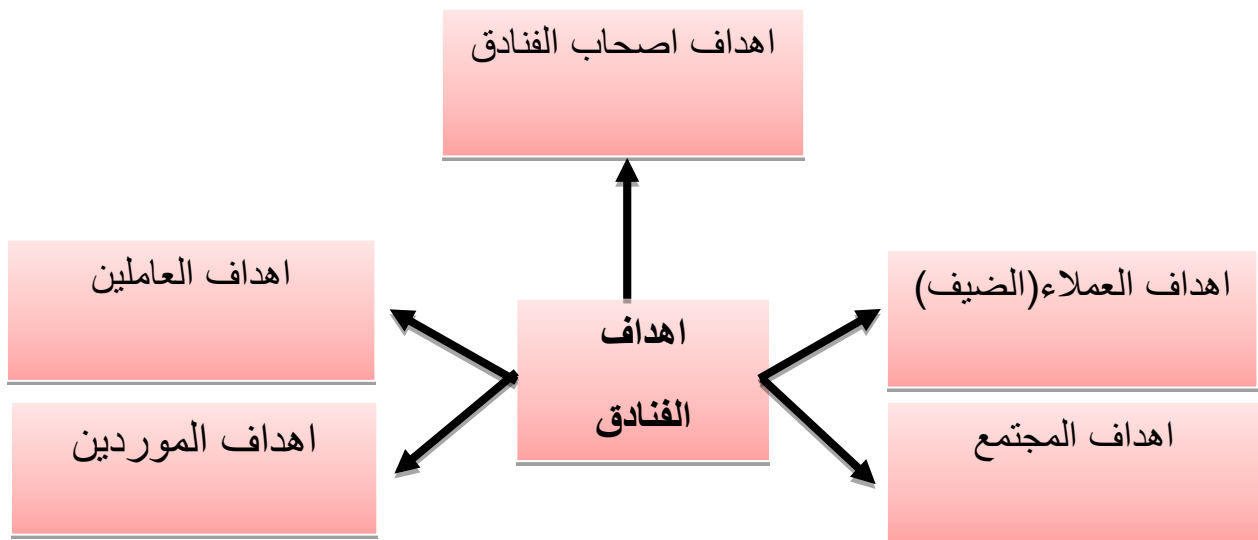 اهداف اصحاب الفنادق
اهداف العملاء(الضيف)
اهداف العاملين
اهداف
الفنادق
اهداف المجتمع
اهداف الموردين